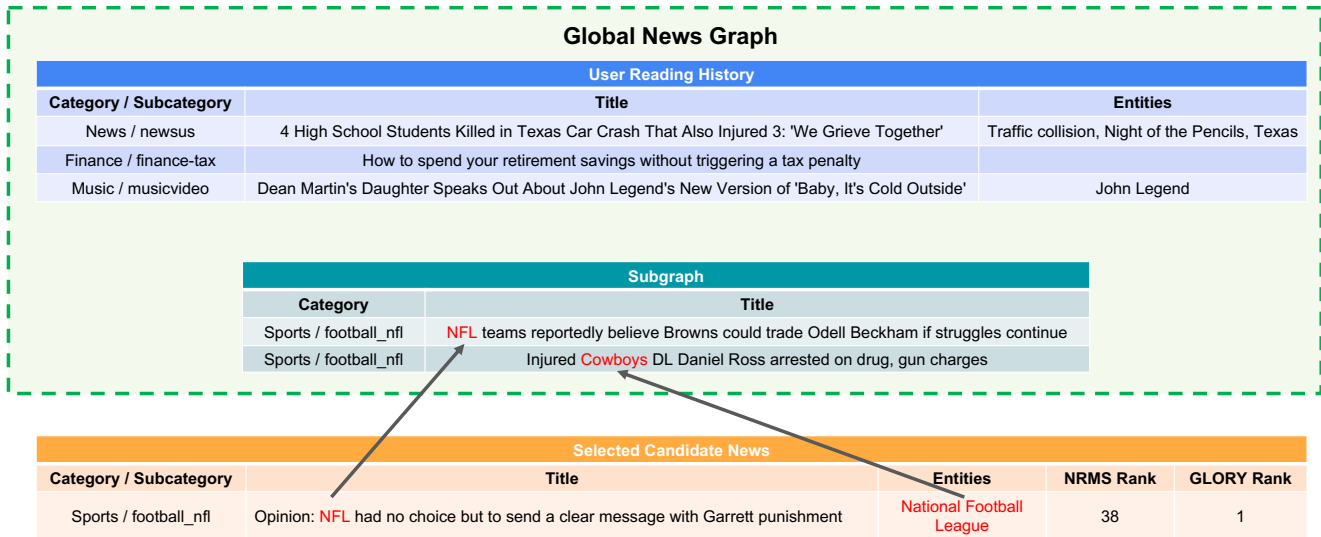 Global News Graph
User Reading History
Category / Subcategory Title Entities
News / newsus 4 High School Students Killed in Texas Car Crash That Also Injured 3: 'We Grieve Together' Traffic collision, Night of the Pencils, Texas
Finance / finance-tax How to spend your retirement savings without triggering a tax penalty
Music / musicvideo Dean Martin's Daughter Speaks Out About John Legend's New Version of 'Baby, It's Cold Outside' John Legend
Subgraph
Category Title
Sports / football_nfl NFL teams reportedly believe Browns could trade Odell Beckham if struggles continue
Sports / football_nfl Injured Cowboys DL Daniel Ross arrested on drug, gun charges
Selected Candidate News
Category / Subcategory Title Entities NRMS Rank GLORY Rank
Sports / football_nfl Opinion: NFL had no choice but to send a clear message with Garrett punishment National Football League 38 1